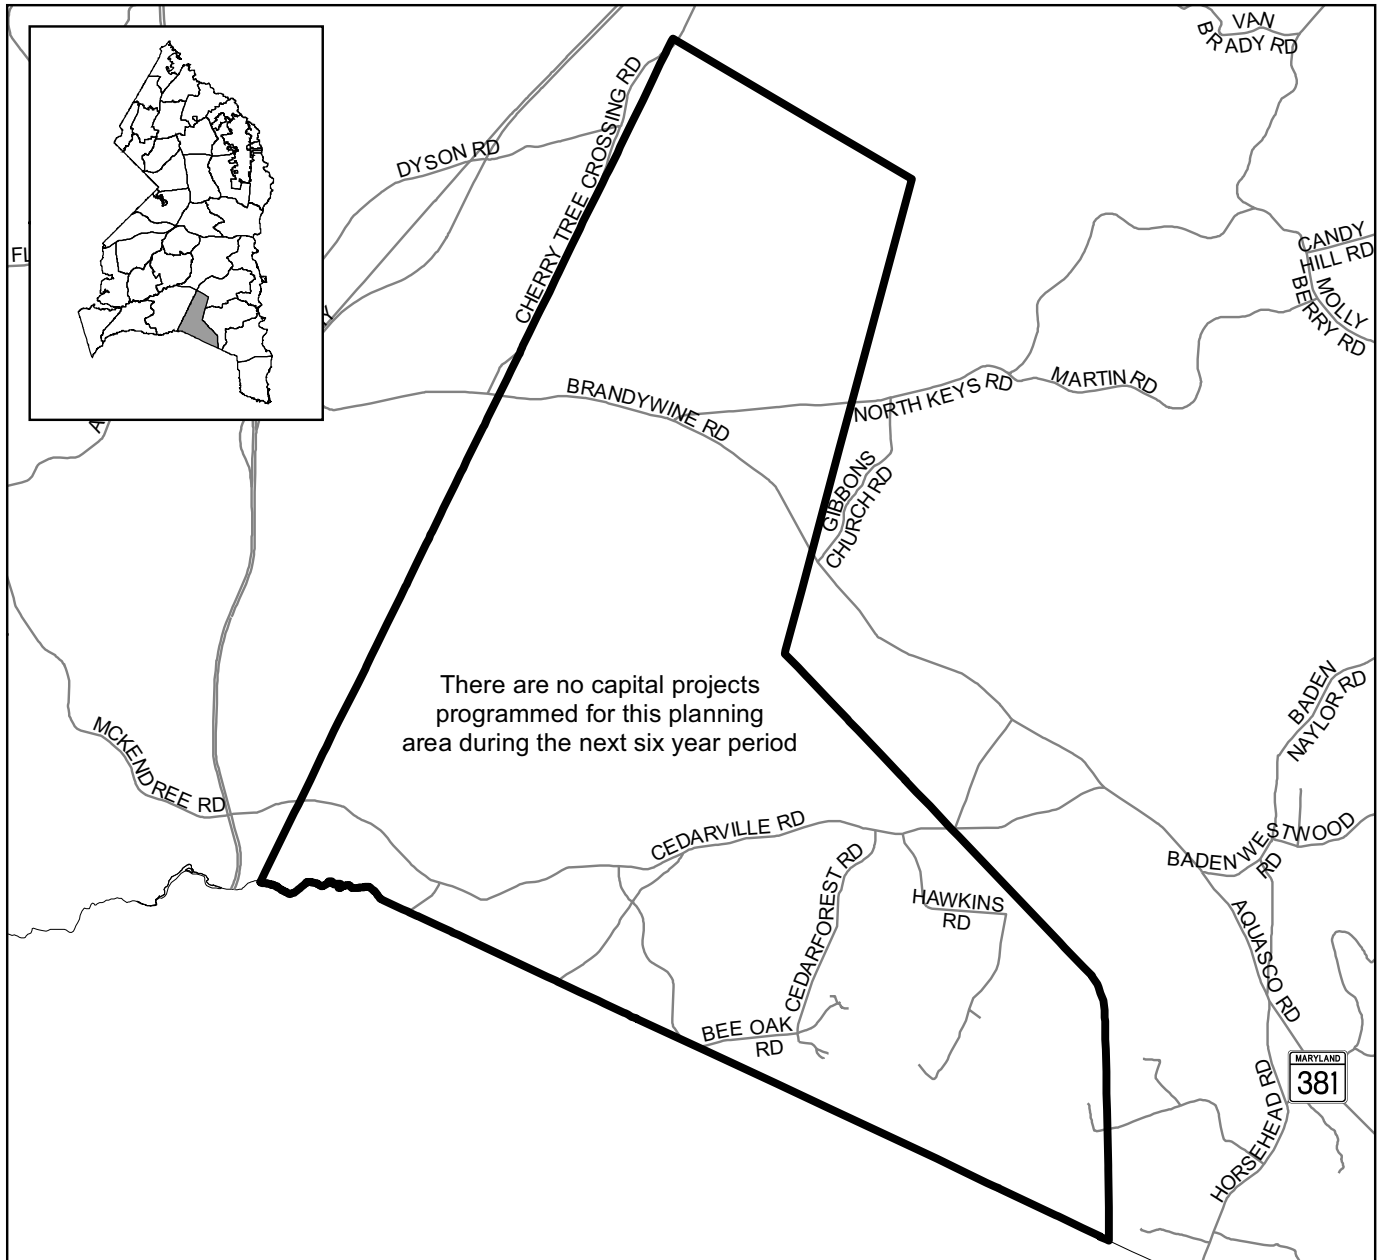 VAN
BRADY RD
CHERRY TREE CROSSING RD
DYSON RD
CANDY
HILL RD
MOLLY
BERRY RD
FL
Y
BRANDYWINE RD
NORTH KEYS RD
MARTIN RD
A
GIBBONS
CHURCH RD
There are no capital projects
programmed for this planning
area during the next six year period
BADEN
NAYLOR RD
MCKENDREE RD
CEDARVILLE RD
BADEN WESTWOOD
RD
CEDARFOREST RD
HAWKINS
RD
AQUASCO RD
BEE OAK
RD
MARYLAND
381
HORSEHEAD RD